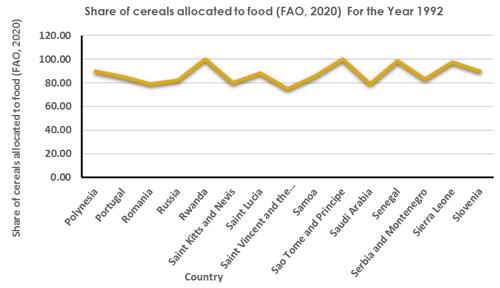 Share of cereals allocated to food (FAO, 2020)  For the Year 1992
Share of cereals allocated to food (FAO, 2020)
120.00
100.00
80.00
60.00
40.00
20.00
0.00
Polynesia
Portugal
Romania
Russia
Rwanda
Saint Kitts and Nevis
Saint Lucia
Saint Vincent and the...
Samoa
Sao Tome and Principe
Saudi Arabia
Senegal
Serbia and Montenegro
Sierra Leone
Slovenia
Country